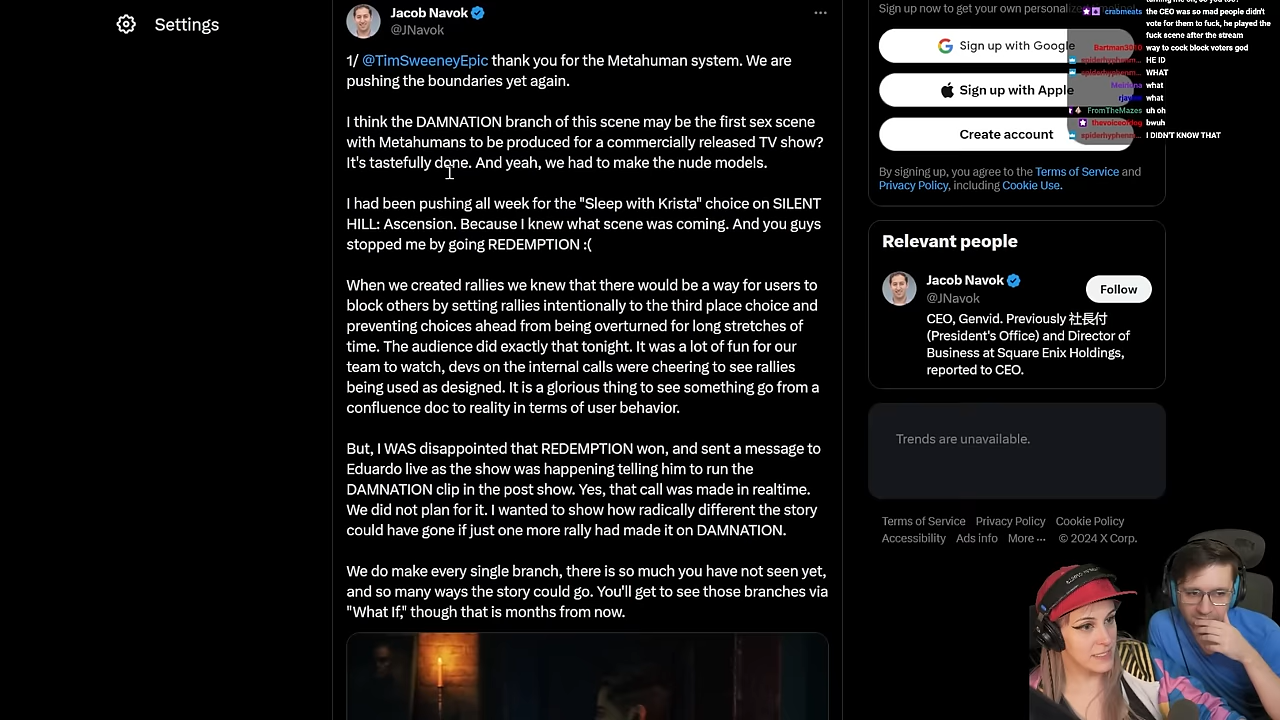 Settings
Jacob Navok
@JNavok
1/ @TimSweeneyEpic thank you for the Metahuman system. We are
pushing the boundaries yet again.
I think the DAMNATION branch of this scene may be the first sex scene
with Metahumans to be produced for a commercially released TV show?
It's tastefully done. And yeah, we had to make the nude models.
I had been pushing all week for the "Sleep with Krista" choice on SILENT
HILL: Ascension. Because I knew what scene was coming. And you guys
stopped me by going REDEMPTION :(
When we created rallies we knew that there would be a way for users to
block others by setting rallies intentionally to the third place choice and
preventing choices ahead from being overturned for long stretches of
time. The audience did exactly that tonight. It was a lot of fun for our
team to watch, devs on the internal calls were cheering to see rallies
being used as designed. It is a glorious thing to see something go from a
confluence doc to reality in terms of user behavior.
But, I WAS disappointed that REDEMPTION won, and sent a message to
Eduardo live as the show was happening telling him to run the
DAMNATION clip in the post show. Yes, that call was made in realtime.
We did not plan for it. I wanted to show how radically different the story
could have gone if just one more rally had made it on DAMNATION.
We do make every single branch, there is so much you have not seen yet,
and so many ways the story could go. You'll get to see those branches via
"What If," though that is months from now.
Sign up now to get your own
Sign up with Google
Sign up with Apple
Create account
By signing up, you agree to the Terms of Service and
Privacy Policy, including Cookie Use.
Relevant people
Jacob Navok
@JNavok
Follow
CEO, Genvid. Previously 社長付
(President's Office) and Director of
Business at Square Enix Holdings,
reported to CEO.
Trends are unavailable.
Terms of Service Privacy Policy Cookie Policy
Accessibility Ads info More ··· © 2024 X Corp.
crabmeats the CEO was so mad people didn't
vote for them to fuck, he played the
fuck scene after the stream
Bartman3010 way to cock block voters god
spiderhyphenm... HE ID
spiderhyphenm... WHAT
what
what
FromTheMazes uh oh
bwuh
spiderhyphenm... I DIDN'T KNOW THAT